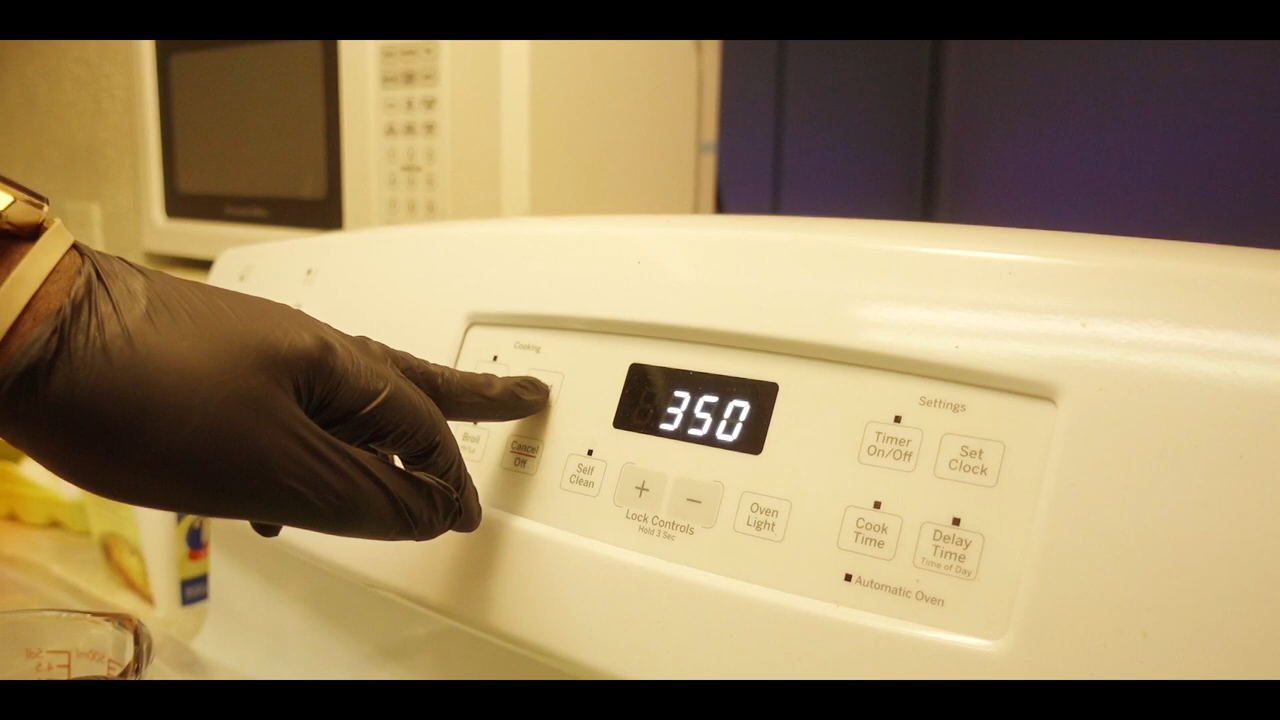 Cooking
Broil
Cancel
Off
350
Self
Clean
+
−
Lock Controls
Hold 3 Sec
Oven
Light
Settings
Timer
On/Off
Set
Clock
Cook
Time
Delay
Time
Time of Day
Automatic Oven